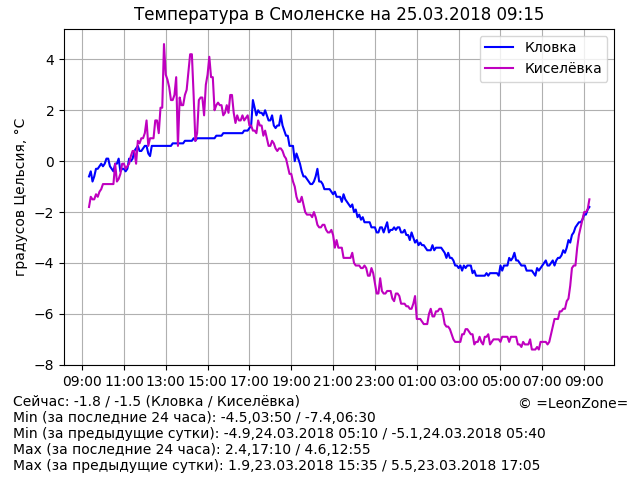 Температура в Смоленске на 25.03.2018 09:15
Кловка
Киселёвка
градусов Цельсия, °C
4
2
0
−2
−4
−6
−8
09:00 11:00 13:00 15:00 17:00 19:00 21:00 23:00 01:00 03:00 05:00 07:00 09:00
Сейчас: -1.8 / -1.5 (Кловка / Киселёвка)
© =LeonZone=
Min (за последние 24 часа): -4.5,03:50 / -7.4,06:30
Min (за предыдущие сутки): -4.9,24.03.2018 05:10 / -5.1,24.03.2018 05:40
Max (за последние 24 часа): 2.4,17:10 / 4.6,12:55
Max (за предыдущие сутки): 1.9,23.03.2018 15:35 / 5.5,23.03.2018 17:05